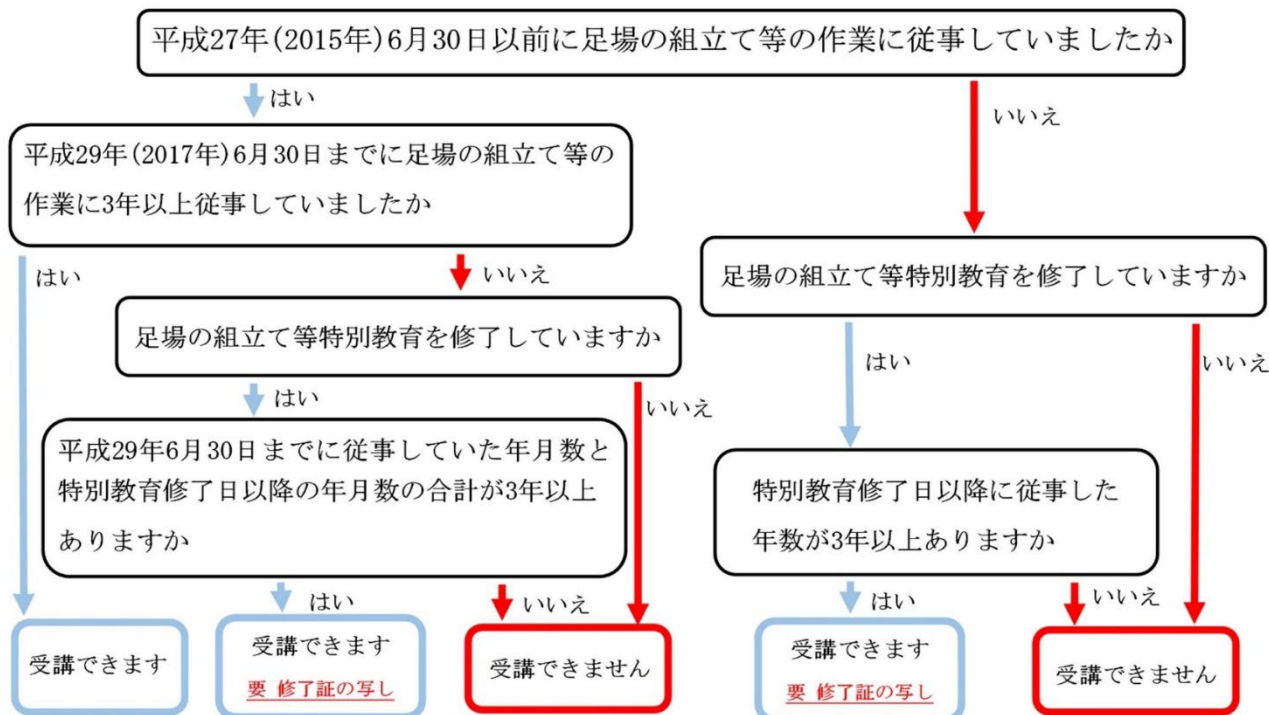 平成27年(2015年)6月30日以前に足場の組立て等の作業に従事していましたか
はい
いいえ
平成29年(2017年)6月30日までに足場の組立て等の
作業に3年以上従事していましたか
はい
いいえ
足場の組立て等特別教育を修了していますか
足場の組立て等特別教育を修了していますか
はい
いいえ
はい
いいえ
平成29年6月30日までに従事していた年月数と
特別教育修了日以降の年月数の合計が3年以上
ありますか
特別教育修了日以降に従事した
年数が3年以上ありますか
はい
いいえ
はい
いいえ
受講できます
受講できます
要 修了証の写し
受講できません
受講できます
要 修了証の写し
受講できません